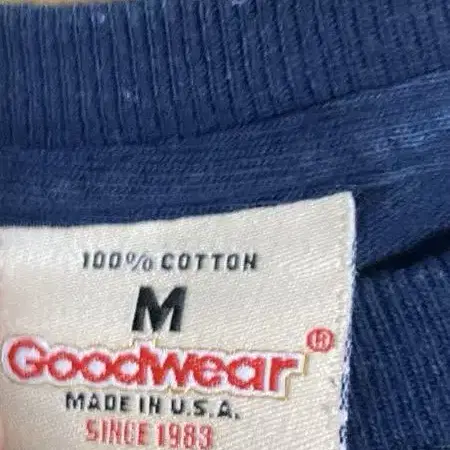 100% COTTON
M
Goodwear®
MADE IN U.S.A.
SINCE 1983